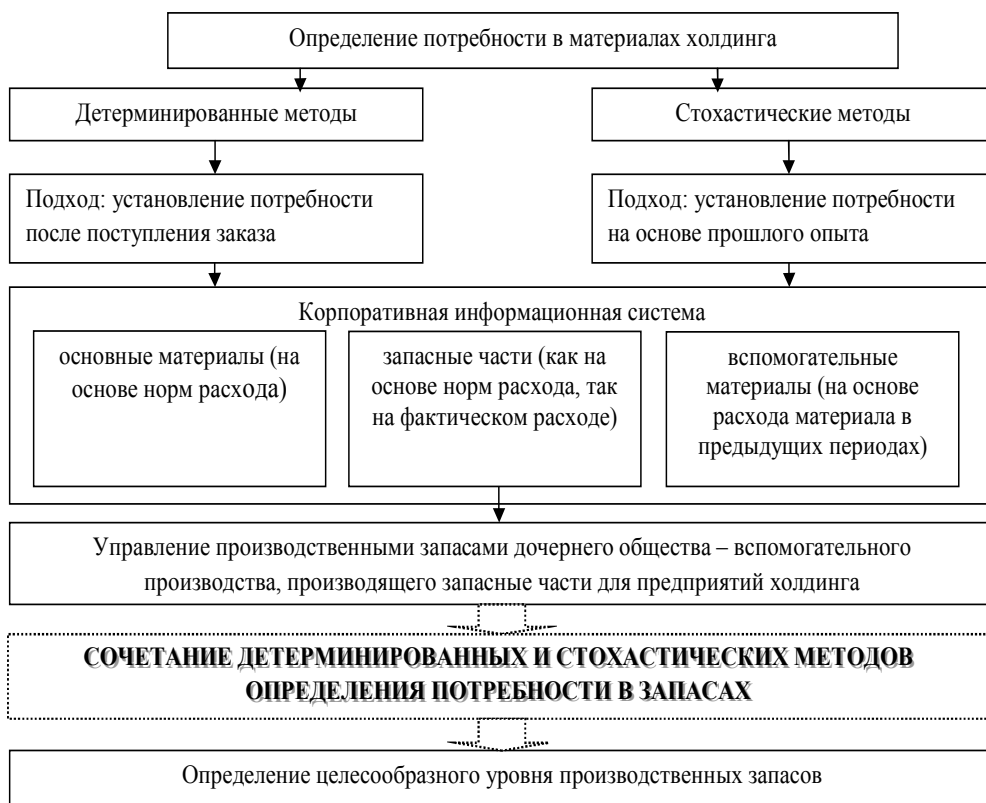 Определение потребности в материалах холдинга
Детерминированные методы
Стохастические методы
Подход: установление потребности
после поступления заказа
Подход: установление потребности
на основе прошлого опыта
Корпоративная информационная система
основные материалы (на
основе норм расхода)
запасные части (как на
основе норм расхода, так
на фактическом расходе)
вспомогательные
материалы (на основе
расхода материала в
предыдущих периодах)
Управление производственными запасами дочернего общества – вспомогательного
производства, производящего запасные части для предприятий холдинга
СОЧЕТАНИЕ ДЕТЕРМИНИРОВАННЫХ И СТОХАСТИЧЕСКИХ МЕТОДОВ
ОПРЕДЕЛЕНИЯ ПОТРЕБНОСТИ В ЗАПАСАХ
Определение целесообразного уровня производственных запасов